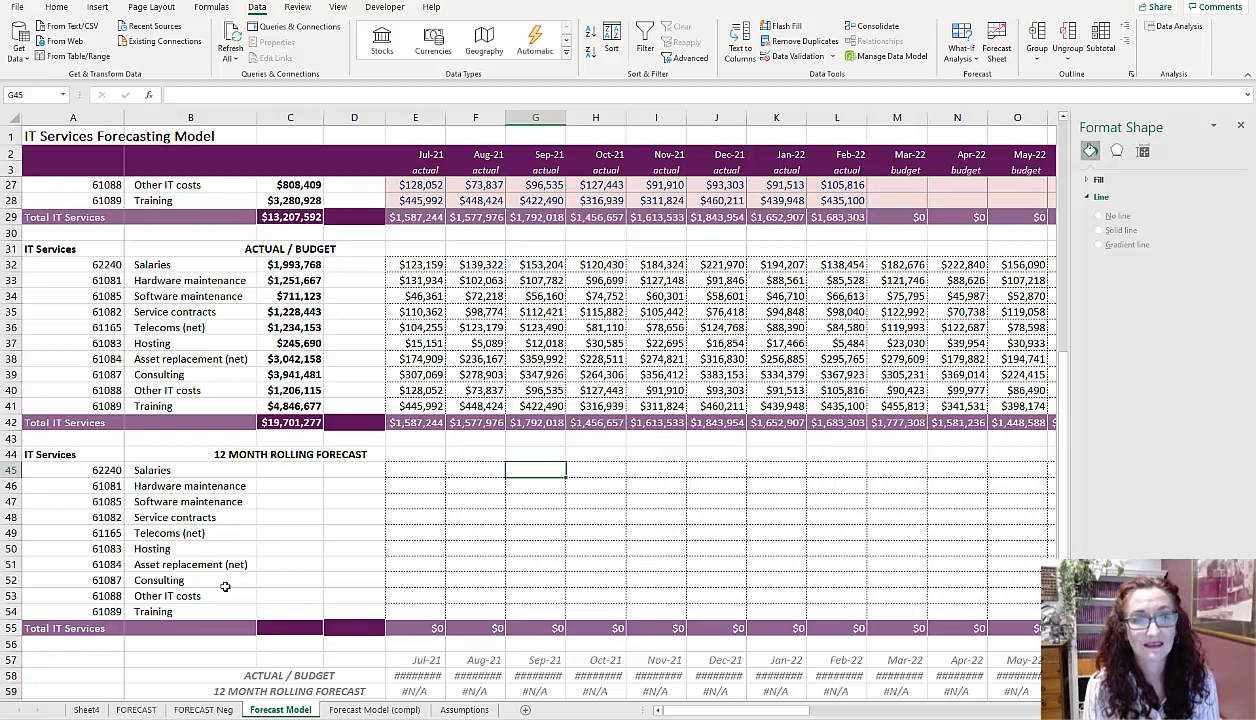 File Home Insert Page Layout Formulas Data Review View Developer Help Share Comments
Get Data From Text/CSV Recent Sources Refresh All Queries & Connections Stocks Currencies Geography Automatic Sort Filter Clear Text to Columns Flash Fill Consolidate What-If Analysis Forecast Sheet Group Ungroup Subtotal Data Analysis
From Web Existing Connections Properties Reapply Remove Duplicates Relationships
From Table/Range Edit Links Advanced Data Validation Manage Data Model
Get & Transform Data Queries & Connections Data Types Sort & Filter Data Tools Forecast Outline Analysis
G45 fx
A B C D E F G H I J K L M N O
1 IT Services Forecasting Model
2 Jul-21 Aug-21 Sep-21 Oct-21 Nov-21 Dec-21 Jan-22 Feb-22 Mar-22 Apr-22 May-22
3 actual actual actual actual actual actual actual actual budget budget budget
27 61088 Other IT costs $808,409 $128,052 $73,837 $96,535 $127,443 $91,910 $93,303 $91,513 $105,816
28 61089 Training $3,280,928 $445,992 $448,424 $422,490 $316,939 $311,824 $460,211 $439,948 $435,100
29 Total IT Services $13,207,592 $1,587,244 $1,577,976 $1,792,018 $1,456,657 $1,613,533 $1,843,954 $1,652,907 $1,683,303 $0 $0 $0
30
31 IT Services ACTUAL / BUDGET
32 62240 Salaries $1,993,768 $123,159 $139,322 $153,204 $120,430 $184,324 $221,970 $194,207 $138,454 $182,676 $222,840 $156,090
33 61081 Hardware maintenance $1,251,667 $131,934 $102,063 $107,782 $96,699 $127,148 $91,846 $88,561 $85,528 $121,746 $88,626 $107,218
34 61085 Software maintenance $711,123 $46,361 $72,218 $56,160 $74,752 $60,301 $58,601 $46,710 $66,613 $75,795 $45,987 $52,870
35 61082 Service contracts $1,228,443 $110,362 $98,774 $112,421 $115,882 $105,442 $76,418 $94,848 $98,040 $122,992 $70,738 $119,058
36 61165 Telecoms (net) $1,234,153 $104,255 $123,179 $123,490 $81,110 $78,656 $124,768 $88,390 $84,580 $119,993 $122,687 $78,598
37 61083 Hosting $245,690 $15,151 $5,089 $12,018 $30,585 $22,695 $16,854 $17,466 $5,484 $23,030 $39,954 $30,933
38 61084 Asset replacement (net) $3,042,158 $174,909 $236,167 $359,992 $228,511 $274,821 $316,830 $256,885 $295,765 $279,609 $179,882 $194,741
39 61087 Consulting $3,941,481 $307,069 $278,903 $347,926 $264,306 $356,412 $383,153 $334,379 $367,923 $305,231 $369,014 $224,415
40 61088 Other IT costs $1,206,115 $128,052 $73,837 $96,535 $127,443 $91,910 $93,303 $91,513 $105,816 $90,423 $99,977 $86,490
41 61089 Training $4,846,677 $445,992 $448,424 $422,490 $316,939 $311,824 $460,211 $439,948 $435,100 $455,813 $341,531 $398,174
42 Total IT Services $19,701,277 $1,587,244 $1,577,976 $1,792,018 $1,456,657 $1,613,533 $1,843,954 $1,652,907 $1,683,303 $1,777,308 $1,581,236 $1,448,588
43
44 IT Services 12 MONTH ROLLING FORECAST
45 62240 Salaries
46 61081 Hardware maintenance
47 61085 Software maintenance
48 61082 Service contracts
49 61165 Telecoms (net)
50 61083 Hosting
51 61084 Asset replacement (net)
52 61087 Consulting
53 61088 Other IT costs
54 61089 Training
55 Total IT Services $0 $0 $0 $0 $0 $0 $0 $0 $0 $0 $0
56
57 Jul-21 Aug-21 Sep-21 Oct-21 Nov-21 Dec-21 Jan-22 Feb-22 Mar-22 Apr-22 May-22
58 ACTUAL / BUDGET ######## ######## ######## ######## ######## ######## ######## ######## ######## ######## ########
59 12 MONTH ROLLING FORECAST #N/A #N/A #N/A #N/A #N/A #N/A #N/A #N/A #N/A #N/A #N/A
Sheet4 FORECAST FORECAST Neg Forecast Model Forecast Model (compl) Assumptions
Format Shape
Fill
Line
No line
Solid line
Gradient line